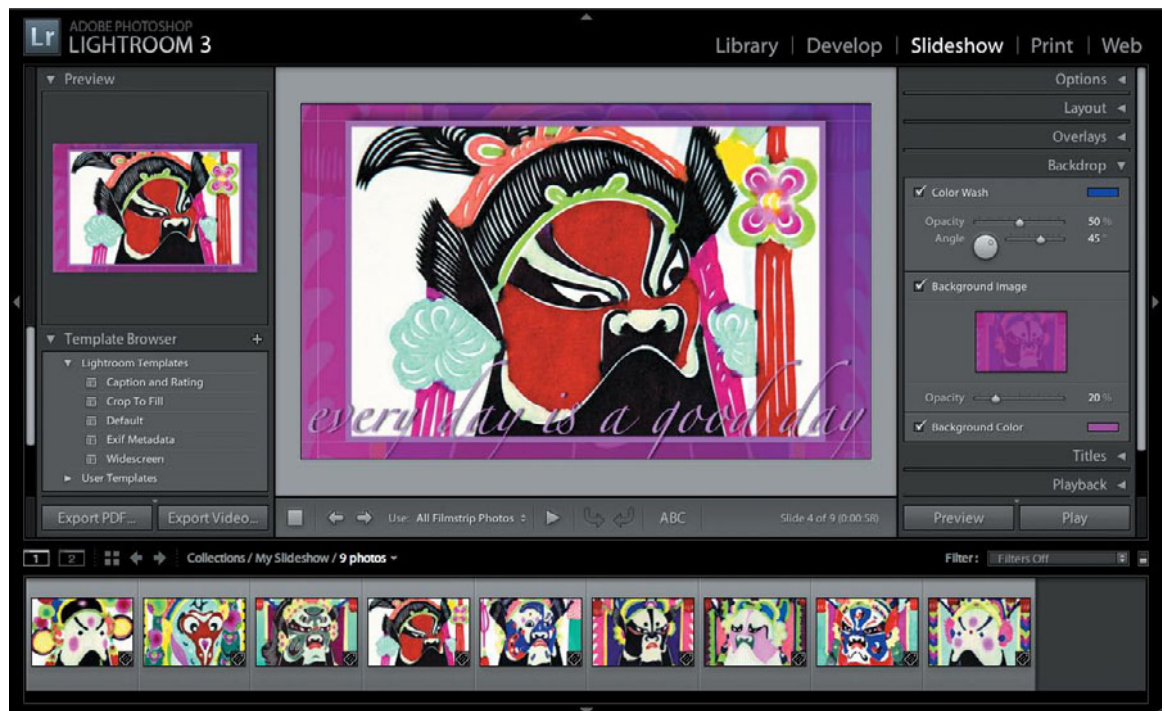 Lr
ADOBE PHOTOSHOP
LIGHTROOM 3
Library | Develop | Slideshow | Print | Web
Preview
Template Browser +
Lightroom Templates
Caption and Rating
Crop To Fill
Default
Exif Metadata
Widescreen
User Templates
Export PDF...
Export Video...
every day is a good day
Use: All Filmstrip Photos
ABC
Slide 4 of 9 (0:00:58)
Options
Layout
Overlays
Backdrop
Color Wash
Opacity 50 %
Angle 45 °
Background Image
Opacity 20 %
Background Color
Titles
Playback
Preview
Play
1 2
Collections / My Slideshow / 9 photos
Filter: Filters Off